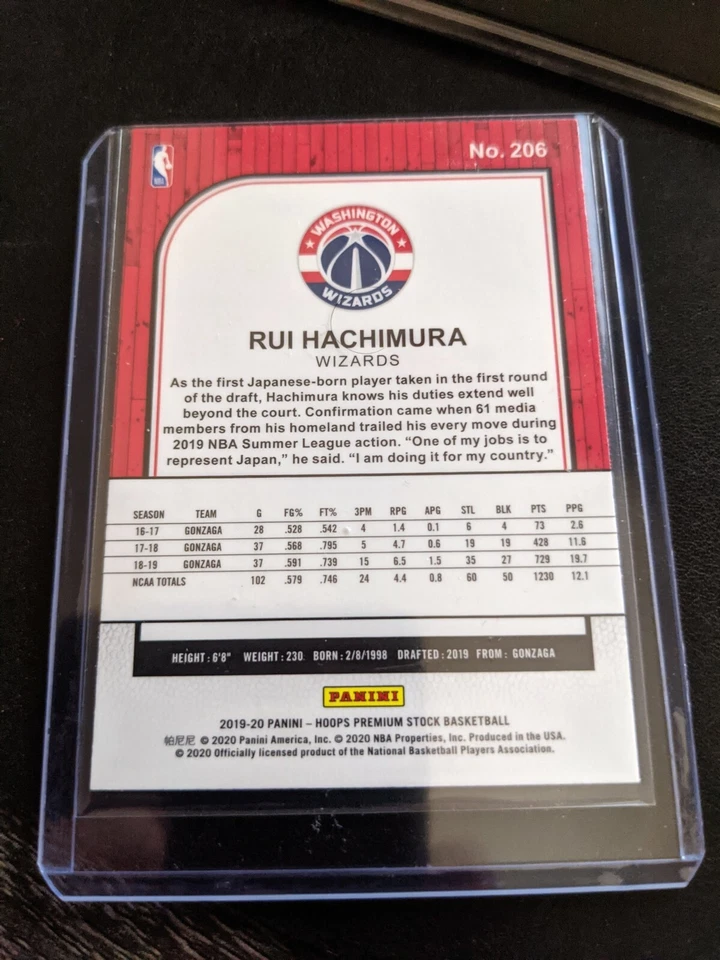 No. 206
WASHINGTON
WIZARDS
RUI HACHIMURA
WIZARDS
As the first Japanese-born player taken in the first round
of the draft, Hachimura knows his duties extend well
beyond the court. Confirmation came when 61 media
members from his homeland trailed his every move during
2019 NBA Summer League action. “One of my jobs is to
represent Japan,” he said. “I am doing it for my country.”
SEASON TEAM G FG% FT% 3PM RPG APG STL BLK PTS PPG
16-17 GONZAGA 28 .528 .542 4 1.4 0.1 6 4 73 2.6
17-18 GONZAGA 37 .568 .795 5 4.7 0.6 19 19 428 11.6
18-19 GONZAGA 37 .591 .739 15 6.5 1.5 35 27 729 19.7
NCAA TOTALS 102 .579 .746 24 4.4 0.8 60 50 1230 12.1
HEIGHT: 6'8" WEIGHT: 230 BORN: 2/8/1998 DRAFTED: 2019 FROM: GONZAGA
PANINI
2019-20 PANINI – HOOPS PREMIUM STOCK BASKETBALL
帕尼尼 © 2020 Panini America, Inc. © 2020 NBA Properties, Inc. Produced in the USA.
© 2020 Officially licensed product of the National Basketball Players Association.